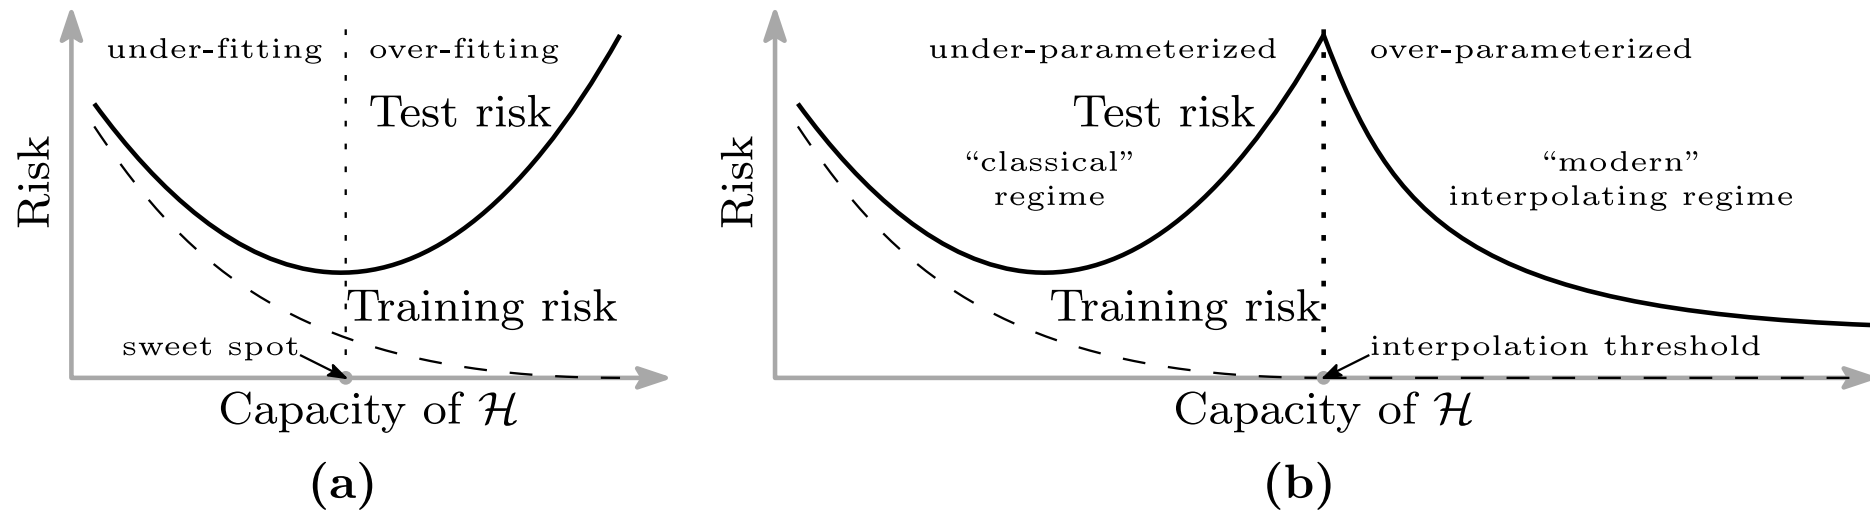 under-fitting
over-fitting
Test risk
Risk
Training risk
sweet spot
Capacity of ℋ
(a)
under-parameterized
over-parameterized
Test risk
“classical”
regime
“modern”
interpolating regime
Risk
Training risk
interpolation threshold
Capacity of ℋ
(b)